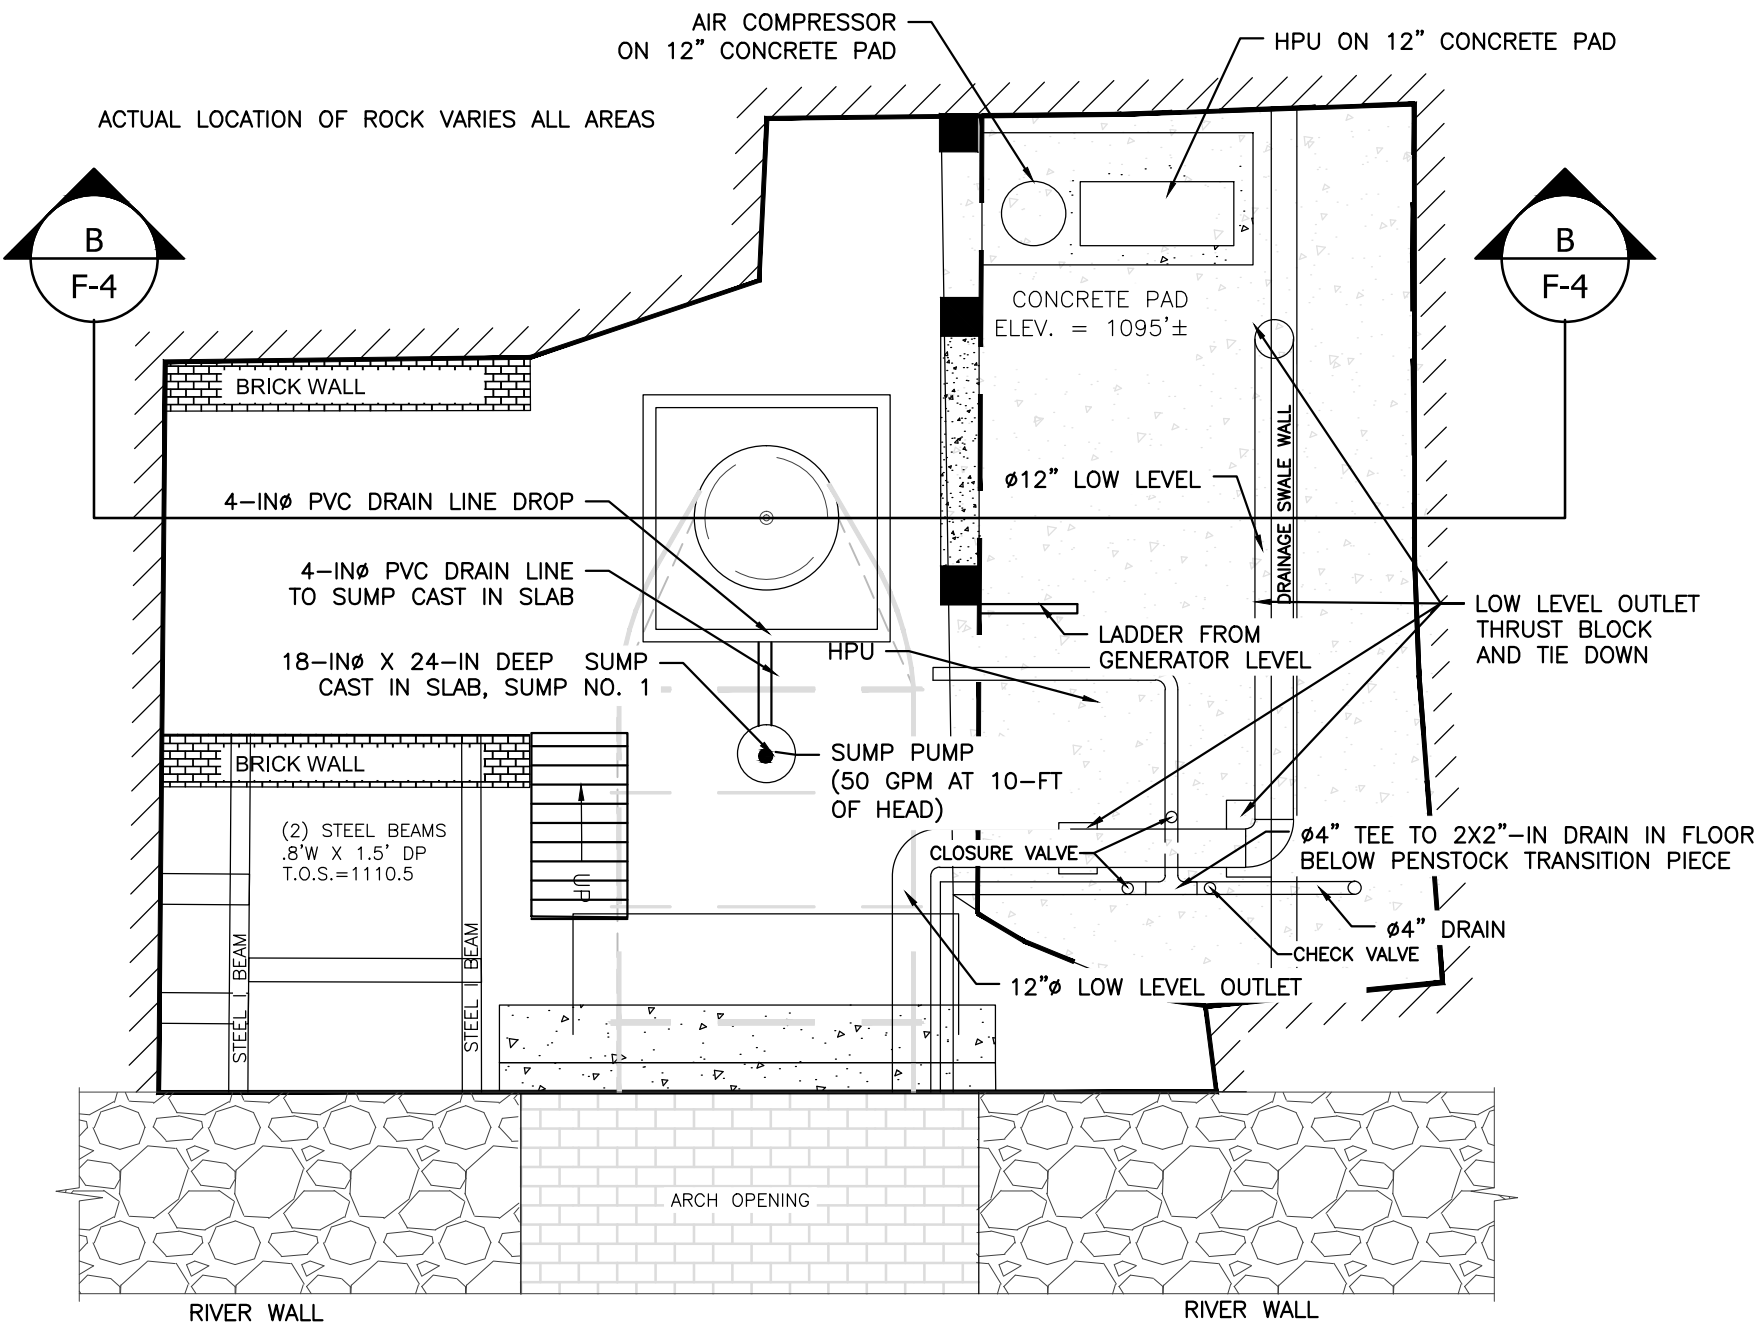 AIR COMPRESSOR
ON 12” CONCRETE PAD
HPU ON 12” CONCRETE PAD
ACTUAL LOCATION OF ROCK VARIES ALL AREAS
B
F-4
B
F-4
CONCRETE PAD
ELEV. = 1095'±
BRICK WALL
ø12” LOW LEVEL
DRAINAGE SWALE WALL
4-INø PVC DRAIN LINE DROP
4-INø PVC DRAIN LINE
TO SUMP CAST IN SLAB
LOW LEVEL OUTLET
THRUST BLOCK
AND TIE DOWN
LADDER FROM
GENERATOR LEVEL
HPU
18-INø X 24-IN DEEP SUMP
CAST IN SLAB, SUMP NO. 1
SUMP PUMP
(50 GPM AT 10-FT
OF HEAD)
BRICK WALL
(2) STEEL BEAMS
.8'W X 1.5' DP
T.O.S.=1110.5
UP
CLOSURE VALVE
ø4” TEE TO 2X2”-IN DRAIN IN FLOOR
BELOW PENSTOCK TRANSITION PIECE
ø4” DRAIN
CHECK VALVE
12”ø LOW LEVEL OUTLET
STEEL I BEAM
STEEL I BEAM
ARCH OPENING
RIVER WALL
RIVER WALL